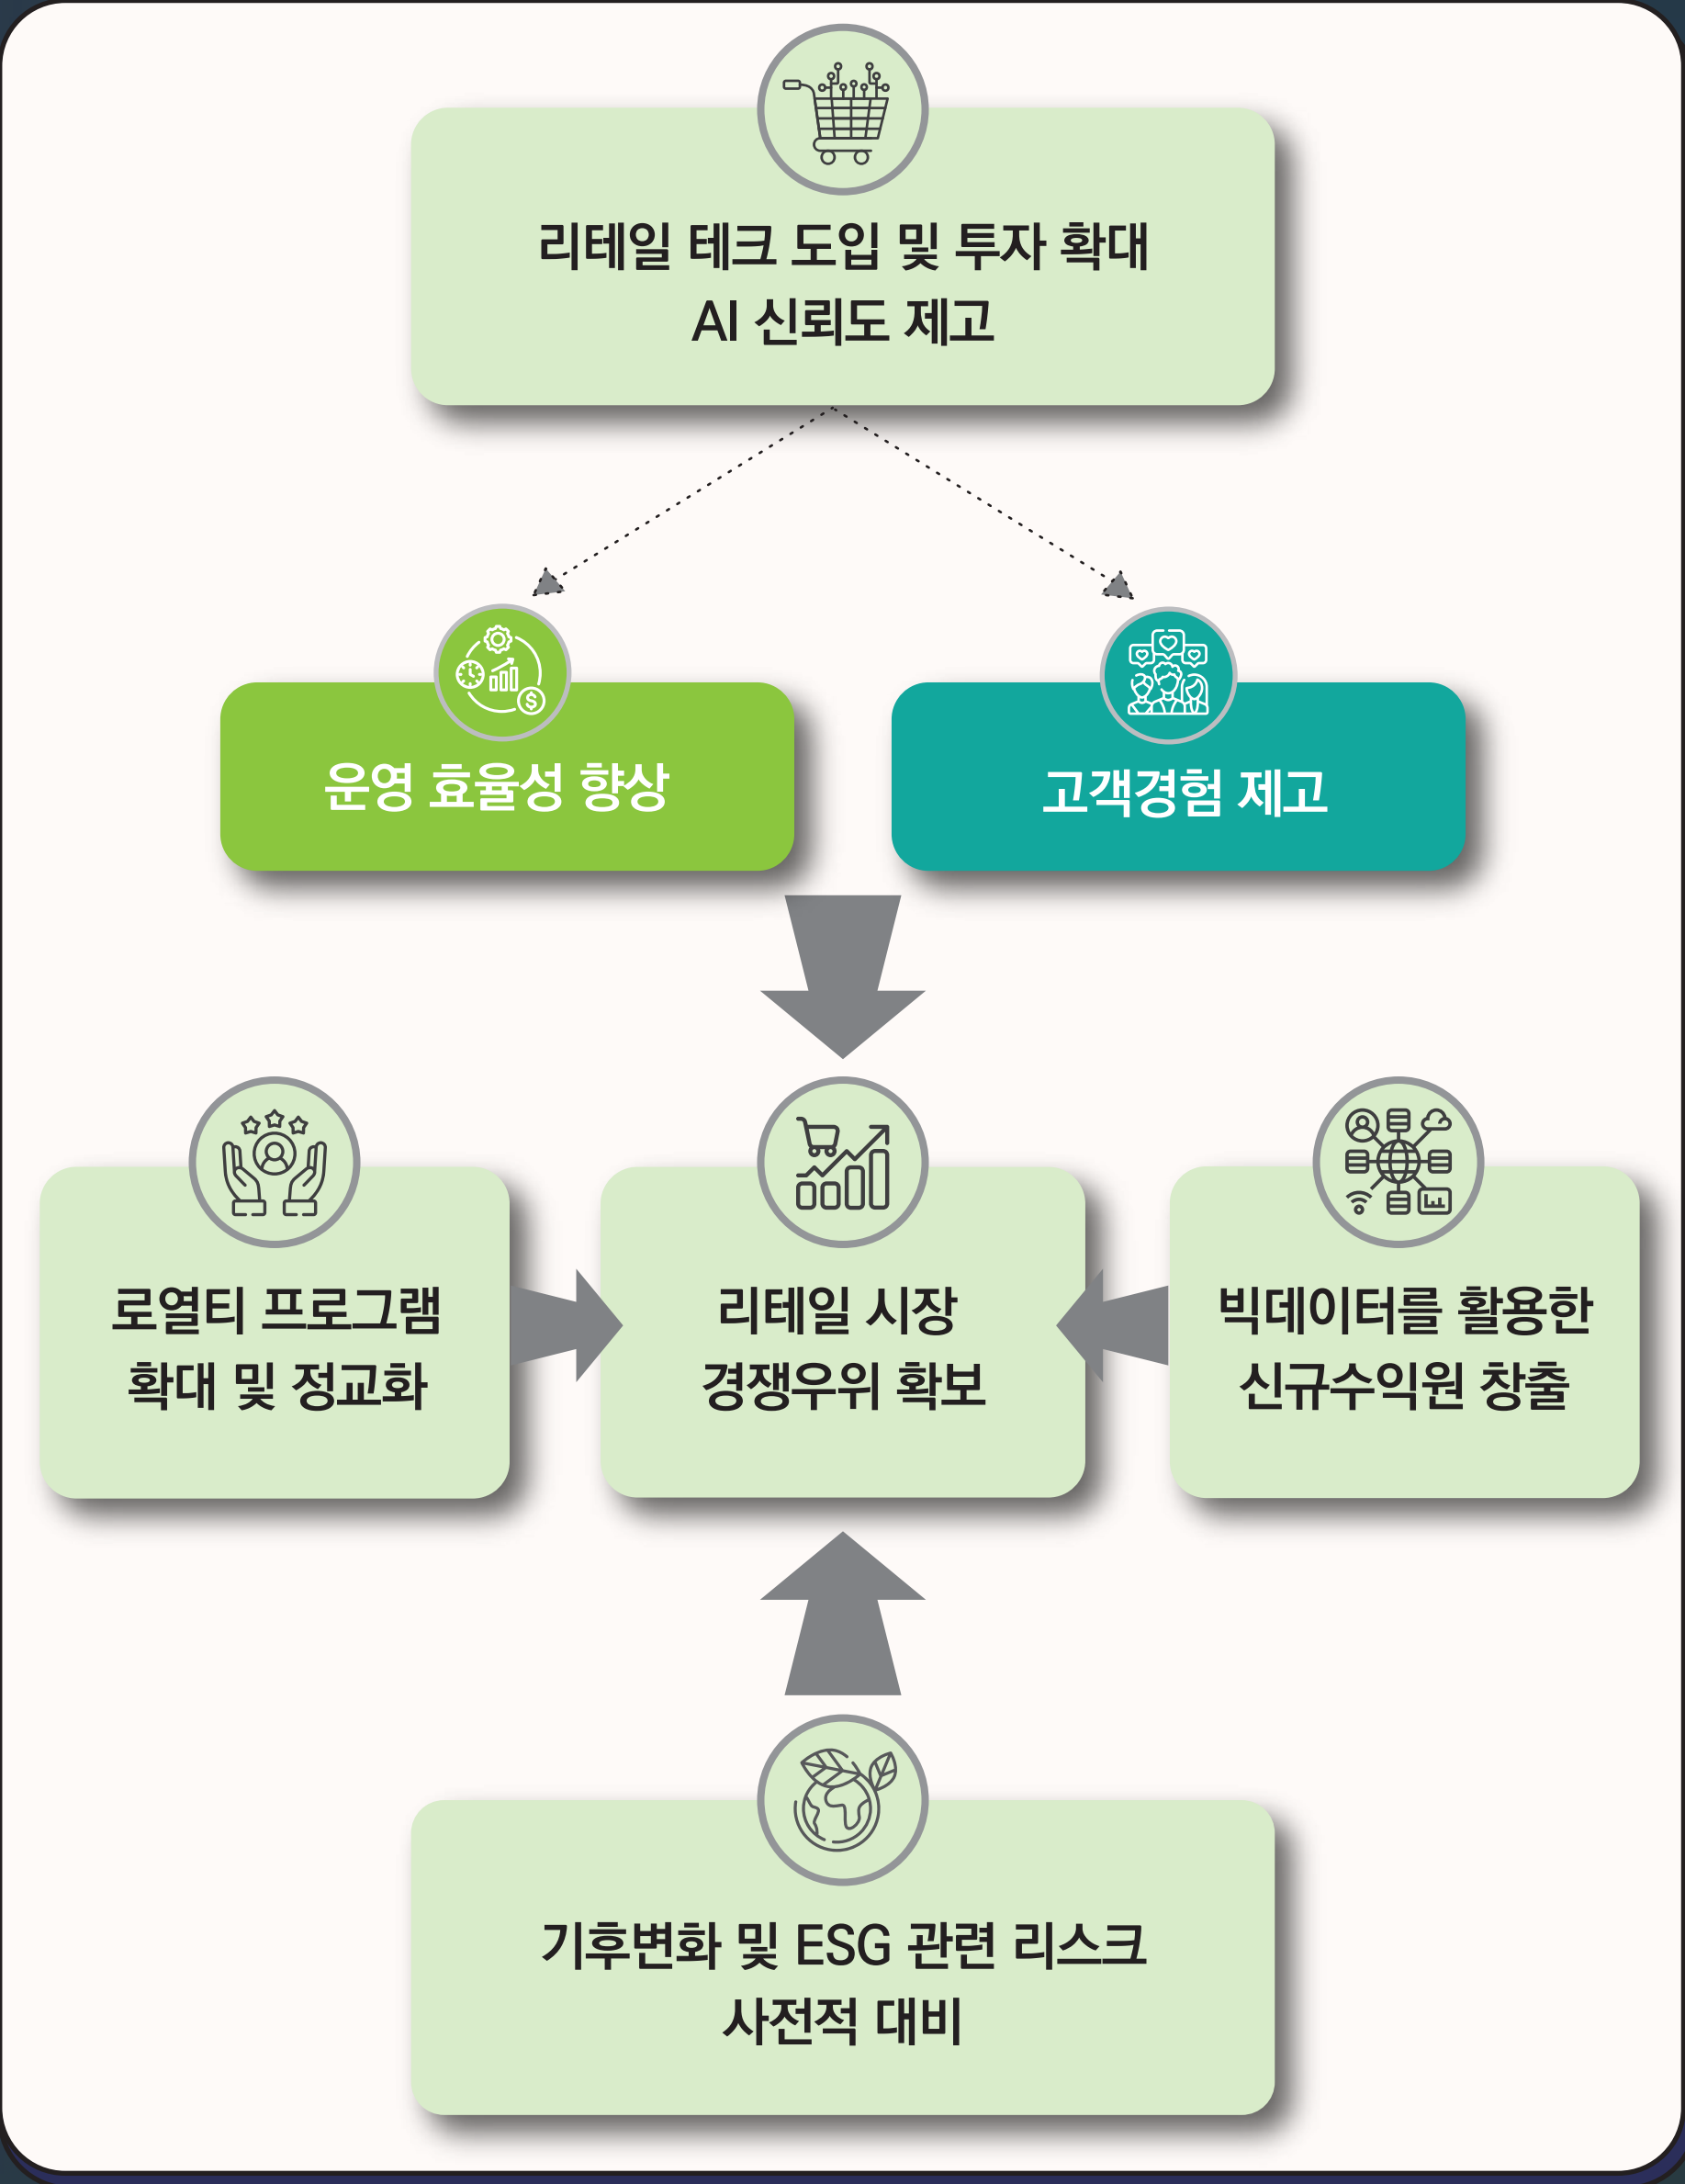 리테일 테크 도입 및 투자 확대
AI 신뢰도 제고
운영 효율성 향상
고객경험 제고
로열티 프로그램
확대 및 정교화
리테일 시장
경쟁우위 확보
빅데이터를 활용한
신규수익원 창출
기후변화 및 ESG 관련 리스크
사전적 대비